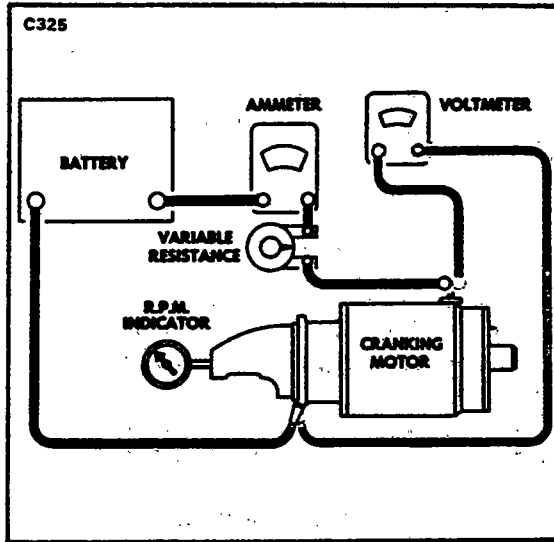 C325
AMMETER
VOLTMETER
BATTERY
VARIABLE
RESISTANCE
R.P.M.
INDICATOR
CRANKING
MOTOR